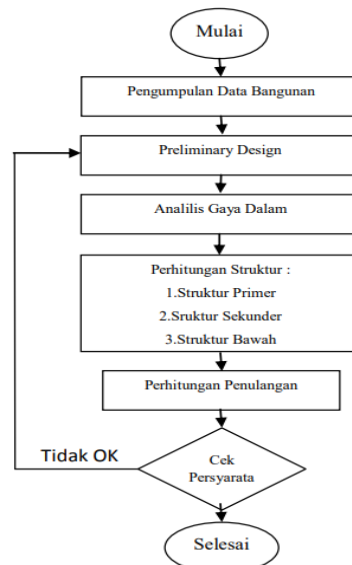 Mulai
Pengumpulan Data Bangunan
Preliminary Design
Analilis Gaya Dalam
Perhitungan Struktur :
1.Struktur Primer
2.Sruktur Sekunder
3.Struktur Bawah
Perhitungan Penulangan
Tidak OK
Cek
Persyarata
Selesai